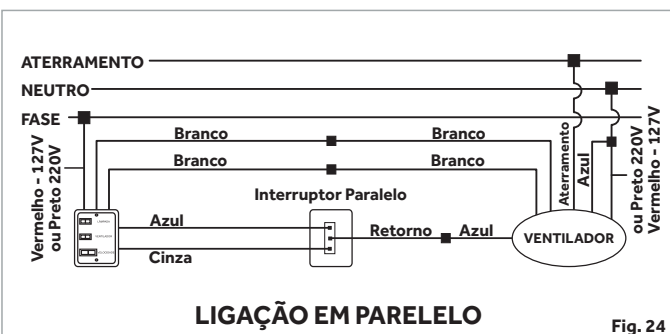 ATERRAMENTO
NEUTRO
FASE
Branco
Branco
Branco
Branco
Vermelho - 127V
ou Preto 220V
Interruptor Paralelo
Azul
Cinza
Retorno
Azul
Aterramento
Azul
ou Preto 220V
Vermelho - 127V
VENTILADOR
LIGAÇÃO EM PARELELO
Fig. 24